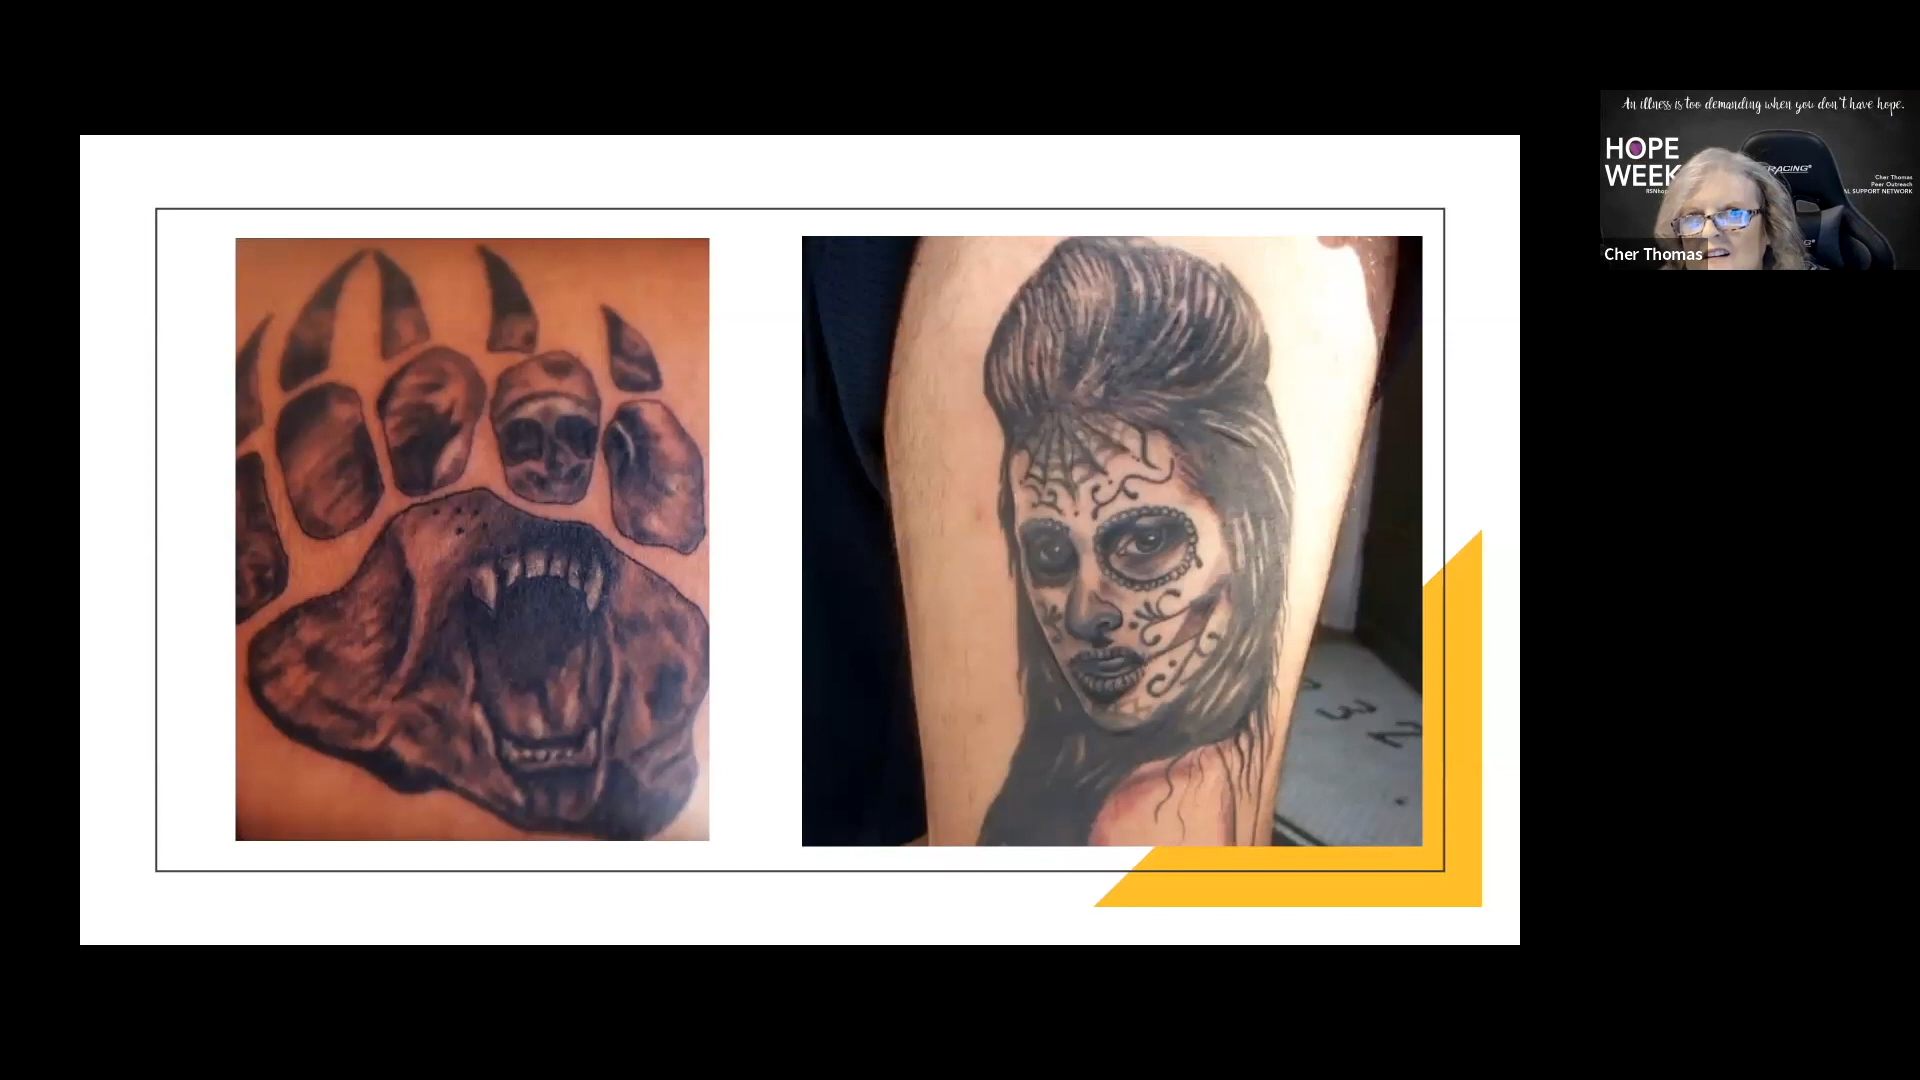 An illness is too demanding when you don't have hope.
HOPE
WEEK
RACING
Cher Thomas
Peer Outreach
L SUPPORT NETWORK
Cher Thomas